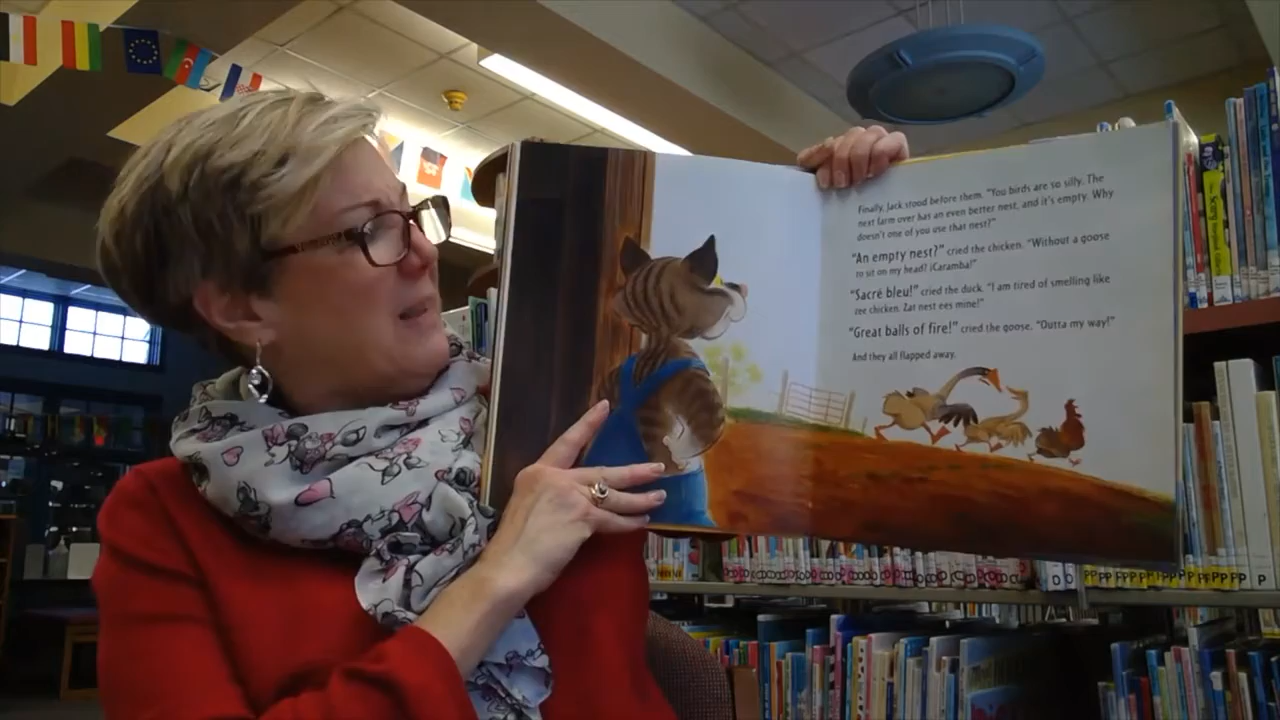 Finally, Jack stood before them. "You birds are so silly. The
next farm over has an even better nest, and it's empty. Why
doesn't one of you use that nest?"
"An empty nest?" cried the chicken. "Without a goose
to sit on my head? ¡Caramba!"
"Sacré bleu!" cried the duck. "I am tired of smelling like
zee chicken. Zat nest ees mine!"
"Great balls of fire!" cried the goose. "Outta my way!"
And they all flapped away.